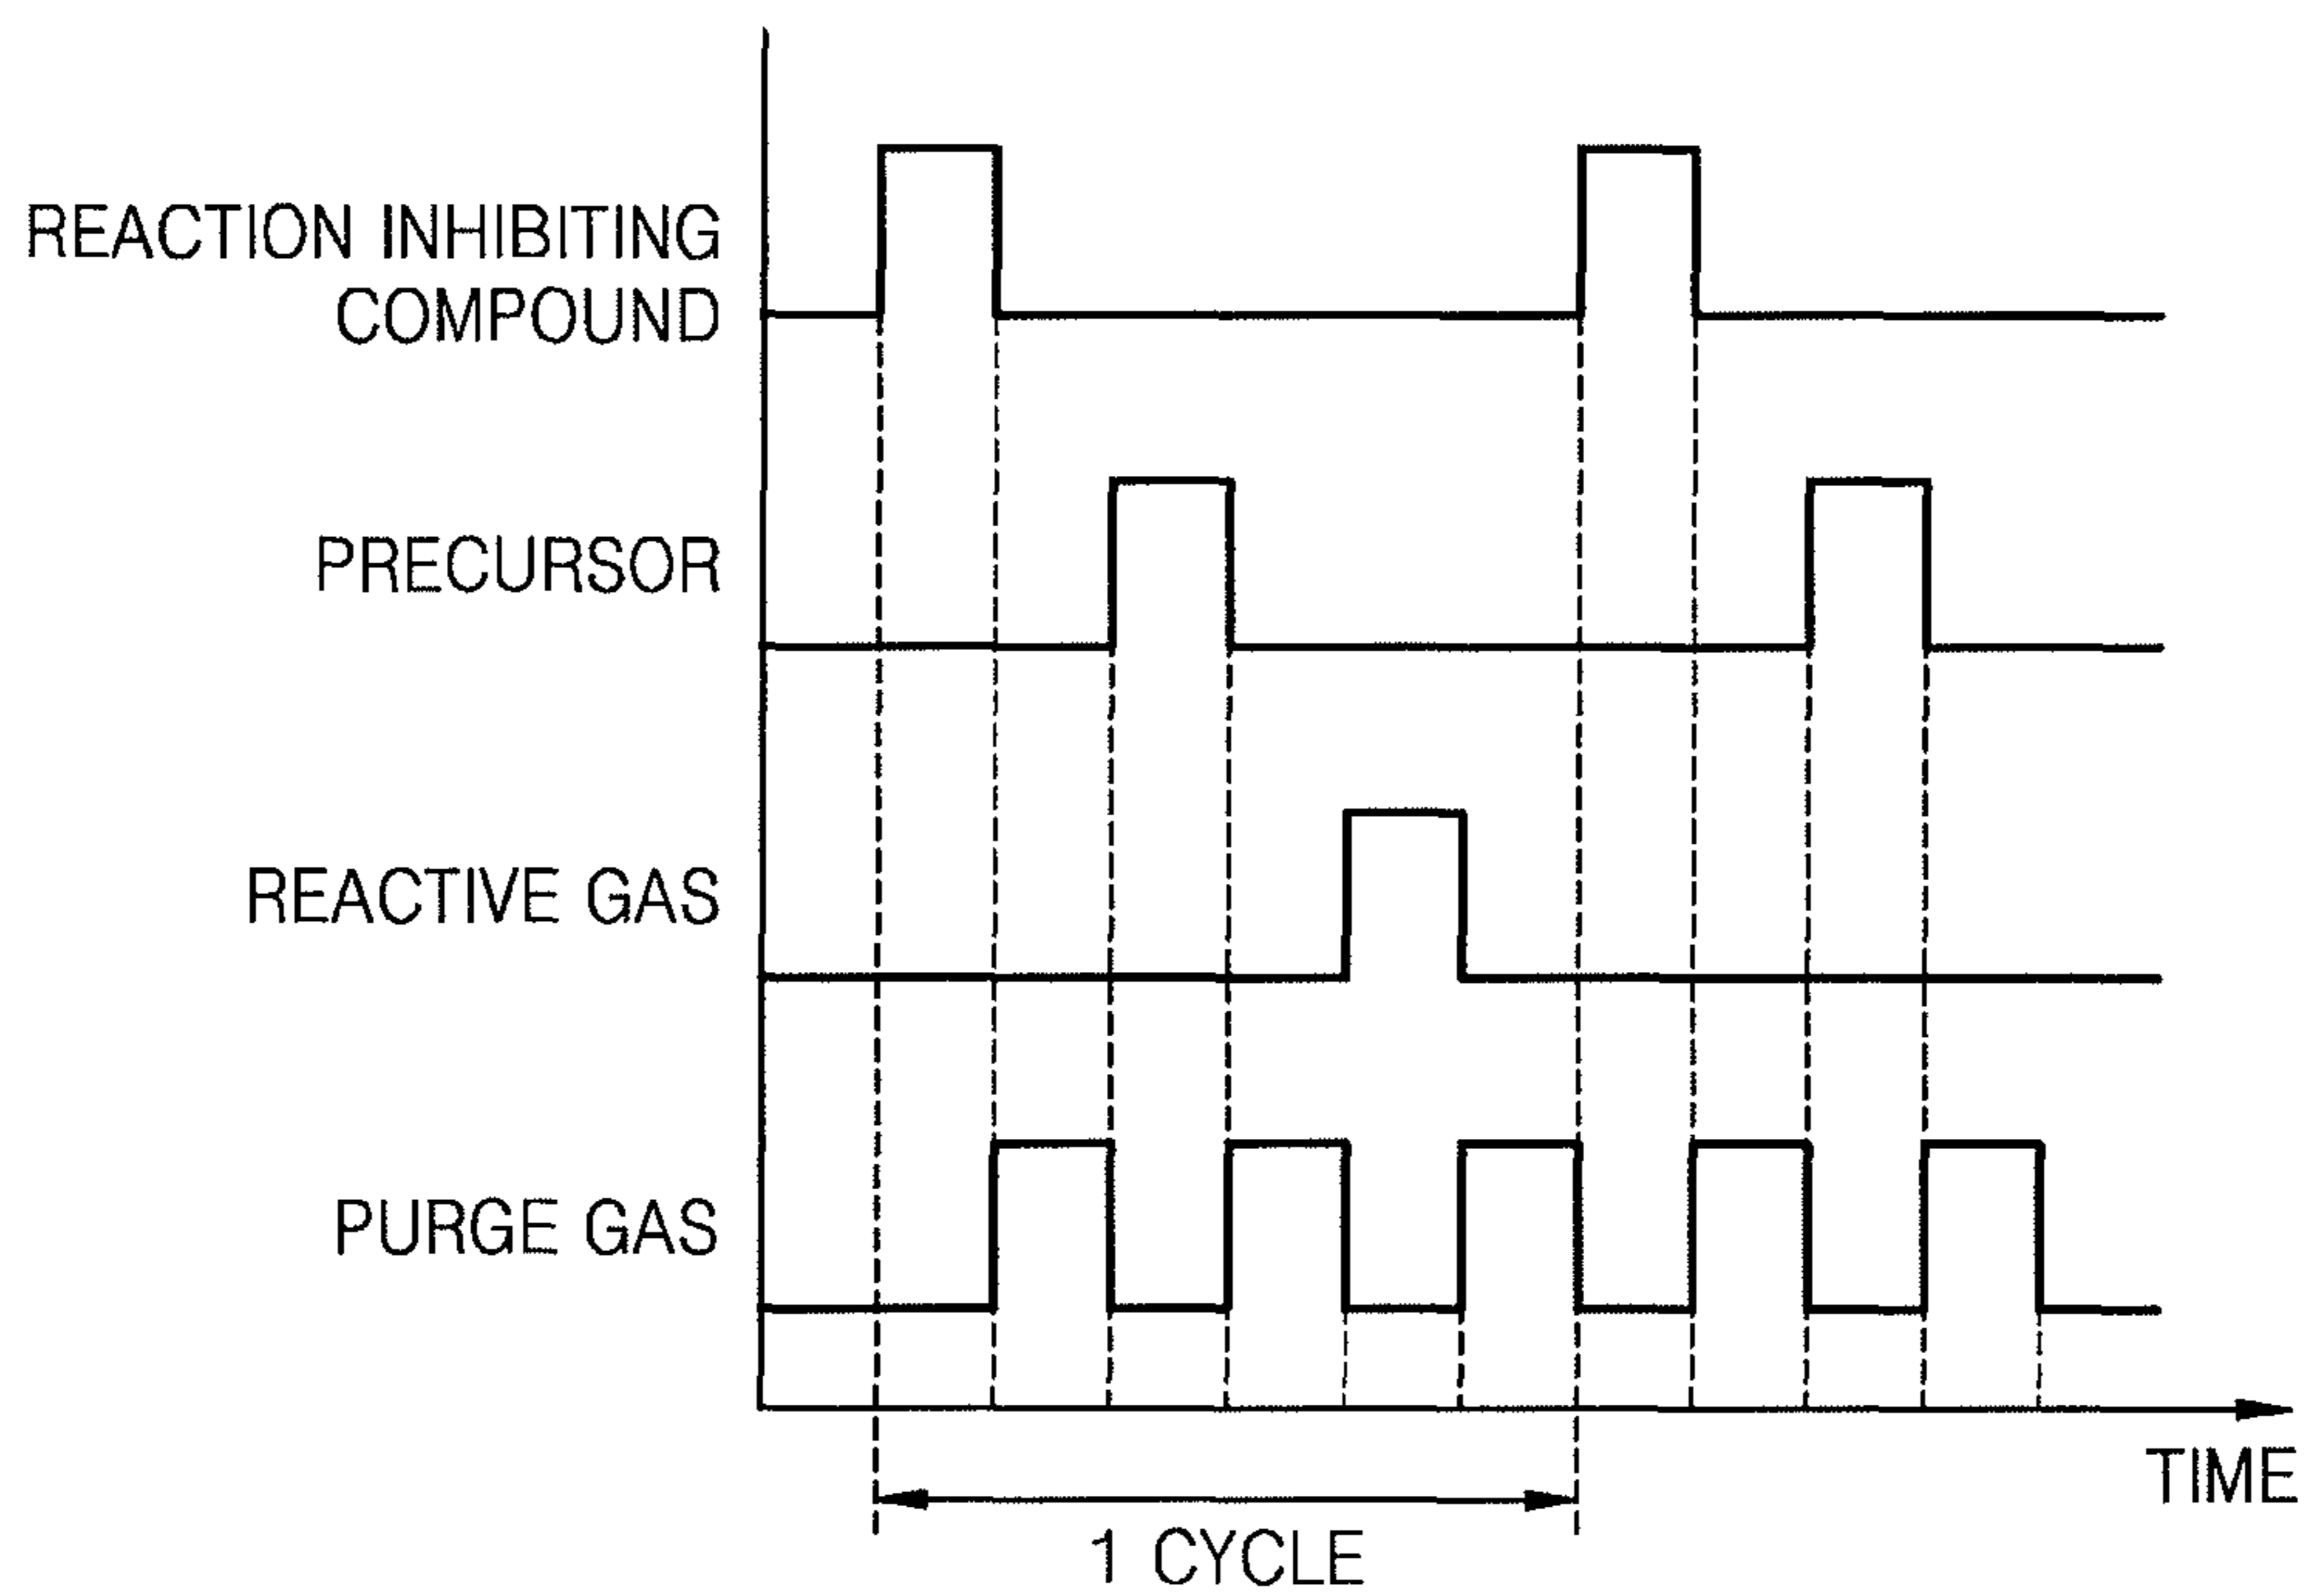 REACTION INHIBITING
COMPOUND
PRECURSOR
REACTIVE GAS
PURGE GAS
TIME
1 CYCLE